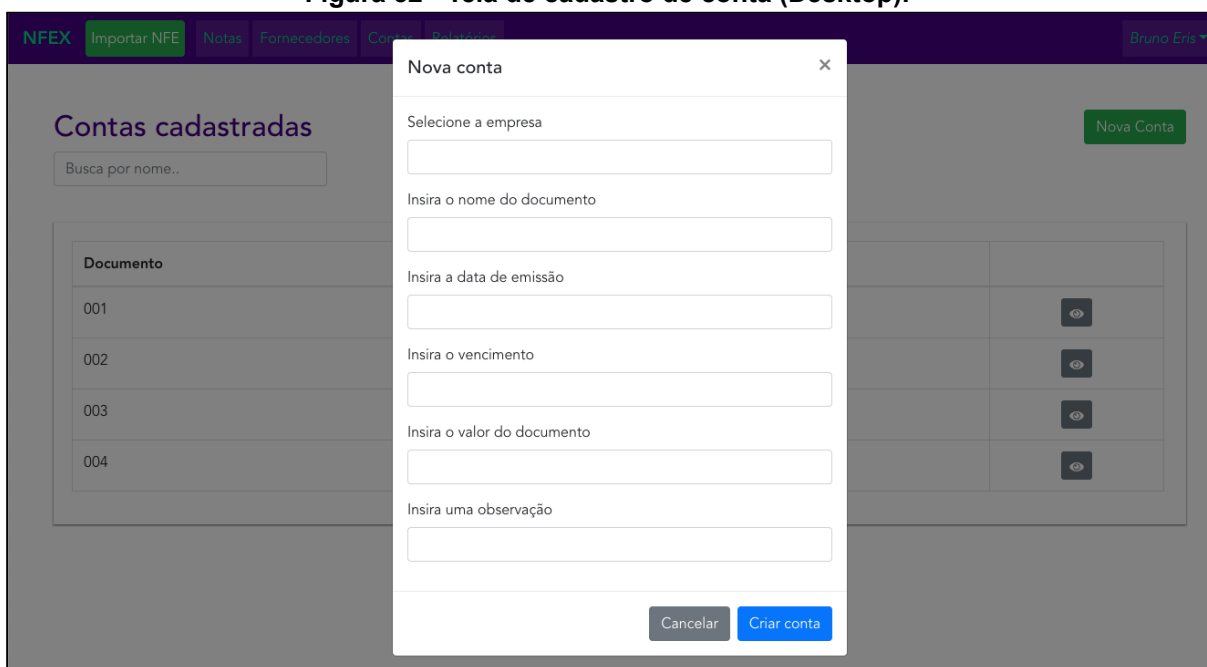 Figura 32 - Tela de cadastro de conta (Desktop).
NFEX Importar NFE Notas Fornecedores Contas Relatórios Bruno Eris
Nova conta ×
Contas cadastradas
Nova Conta
Busca por nome..
Selecione a empresa
Insira o nome do documento
Insira a data de emissão
Insira o vencimento
Insira o valor do documento
Insira uma observação
Documento
001
002
003
004
Cancelar Criar conta